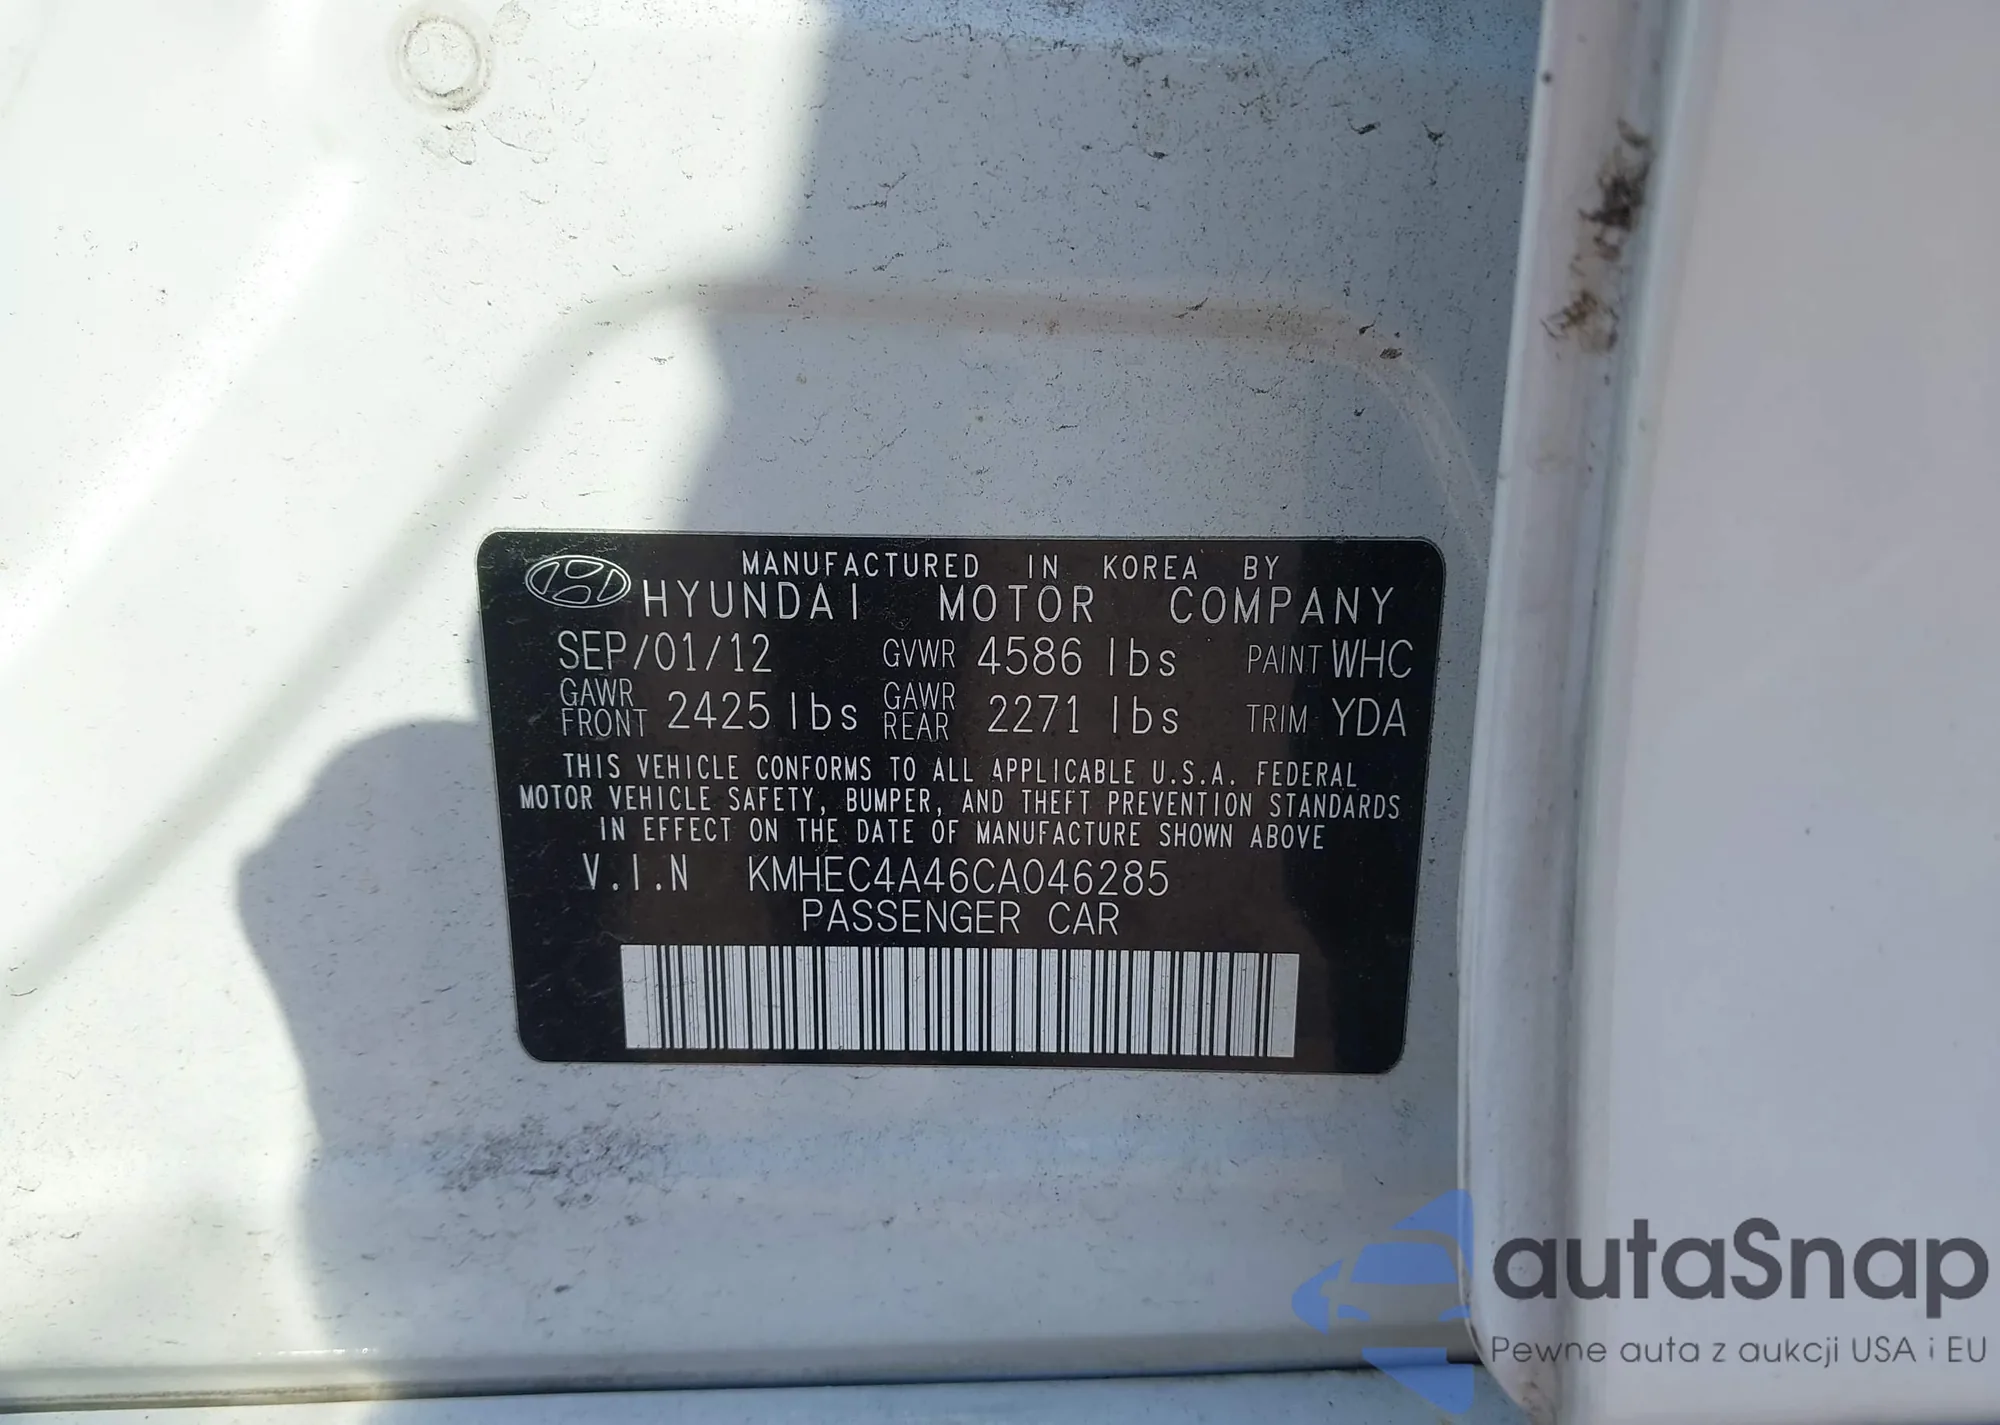 MANUFACTURED IN KOREA BY
HYUNDAI MOTOR COMPANY
SEP/01/12 GVWR 4586 lbs PAINT WHC
GAWR FRONT 2425 lbs GAWR REAR 2271 lbs TRIM YDA
THIS VEHICLE CONFORMS TO ALL APPLICABLE U.S.A. FEDERAL
MOTOR VEHICLE SAFETY, BUMPER, AND THEFT PREVENTION STANDARDS
IN EFFECT ON THE DATE OF MANUFACTURE SHOWN ABOVE
V.I.N KMHEC4A46CA046285
PASSENGER CAR
autaSnap
Pewne auta z aukcji USA i EU